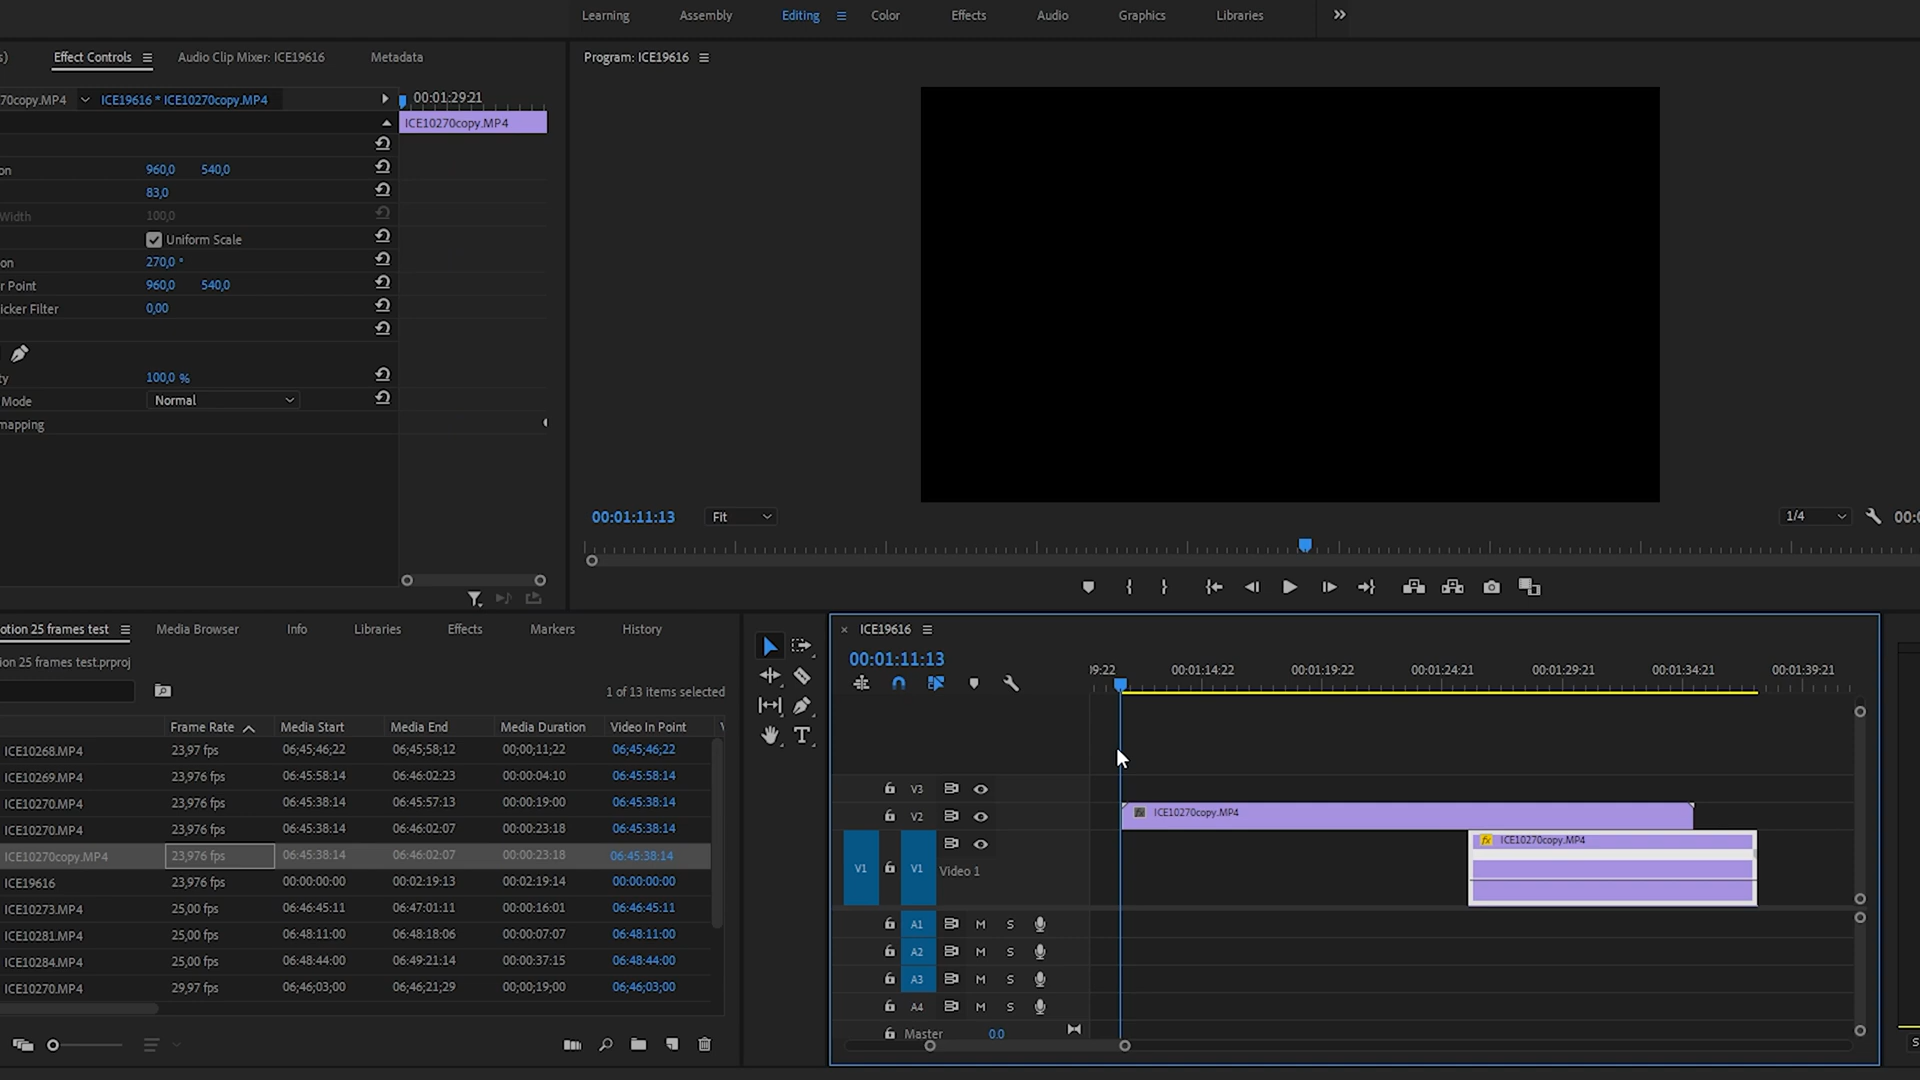 Learning Assembly Editing Color Effects Audio Graphics Libraries
s) Effect Controls Audio Clip Mixer: ICE19616 Metadata
70copy.MP4 ICE19616 * ICE10270copy.MP4 00:01:29:21
ICE10270copy.MP4
on 960,0 540,0
83,0
Width 100,0
Uniform Scale
on 270,0 °
r Point 960,0 540,0
icker Filter 0,00
ty 100,0 %
Mode Normal
mapping
Program: ICE19616
00:01:11:13 Fit 1/4 00:0
otion 25 frames test Media Browser Info Libraries Effects Markers History
ion 25 frames test.prproj
1 of 13 items selected
Frame Rate Media Start Media End Media Duration Video In Point V
ICE10268.MP4 23,97 fps 06;45;46;22 06;45;58;12 00;00;11;22 06;45;46;22
ICE10269.MP4 23,976 fps 06:45:58:14 06:46:02:23 00:00:04:10 06:45:58:14
ICE10270.MP4 23,976 fps 06:45:38:14 06:45:57:13 00:00:19:00 06:45:38:14
ICE10270.MP4 23,976 fps 06:45:38:14 06:46:02:07 00:00:23:18 06:45:38:14
ICE10270copy.MP4 23,976 fps 06:45:38:14 06:46:02:07 00:00:23:18 06:45:38:14
ICE19616 23,976 fps 00:00:00:00 00:02:19:13 00:02:19:14 00:00:00:00
ICE10273.MP4 25,00 fps 06:46:45:11 06:47:01:11 00:00:16:01 06:46:45:11
ICE10281.MP4 25,00 fps 06:48:11:00 06:48:18:06 00:00:07:07 06:48:11:00
ICE10284.MP4 25,00 fps 06:48:44:00 06:49:21:14 00:00:37:15 06:48:44:00
ICE10270.MP4 29,97 fps 06;46;03;00 06;46;21;29 00;00;19;00 06;46;03;00
× ICE19616
00:01:11:13
9:22 00:01:14:22 00:01:19:22 00:01:24:21 00:01:29:21 00:01:34:21 00:01:39:21
V3
V2 ICE10270copy.MP4
fx ICE10270copy.MP4
V1 V1 Video 1
A1 M S
A2 M S
A3 M S
A4 M S
Master 0.0
S